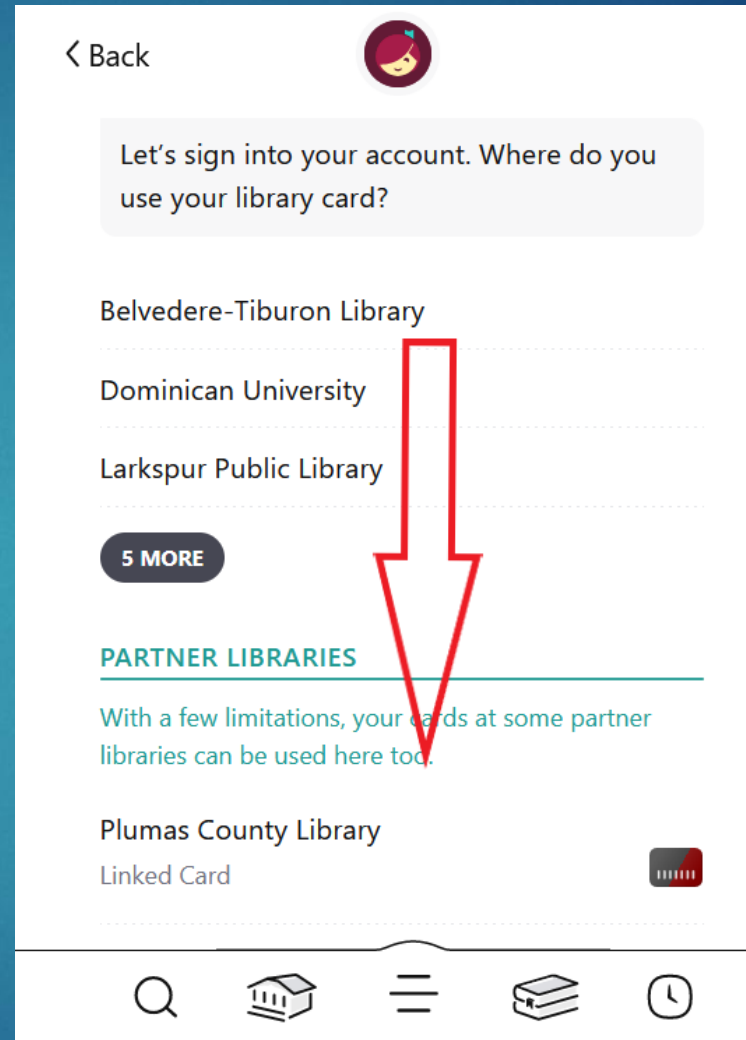 Back
Let's sign into your account. Where do you
use your library card?
Belvedere-Tiburon Library
Dominican University
Larkspur Public Library
5 MORE
PARTNER LIBRARIES
With a few limitations, your cards at some partner
libraries can be used here too.
Plumas County Library
Linked Card